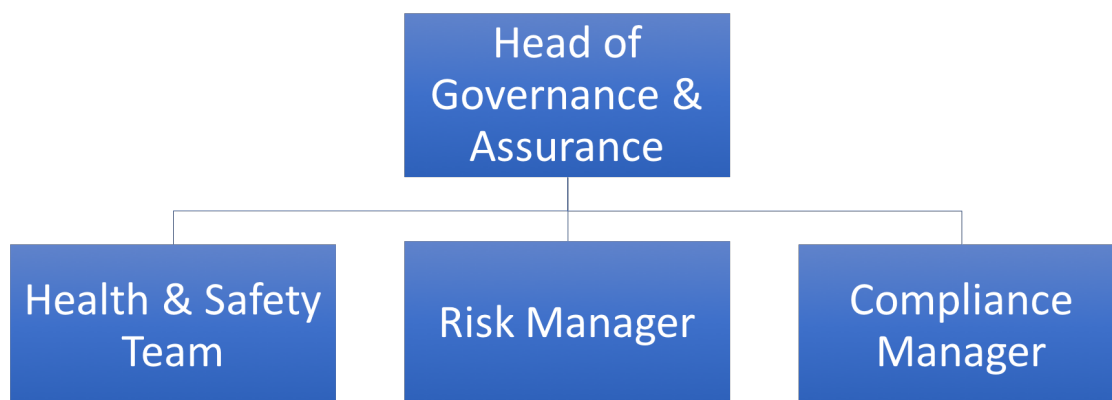 Head of
Governance &
Assurance
Health & Safety
Team
Risk Manager
Compliance
Manager